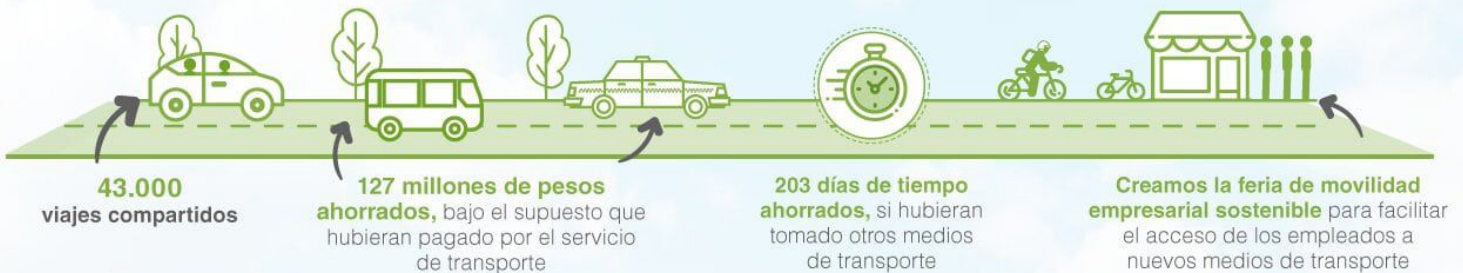 43.000
viajes compartidos
127 millones de pesos
ahorrados, bajo el supuesto que
hubieran pagado por el servicio
de transporte
203 días de tiempo
ahorrados, si hubieran
tomado otros medios
de transporte
Creamos la feria de movilidad
empresarial sostenible para facilitar
el acceso de los empleados a
nuevos medios de transporte